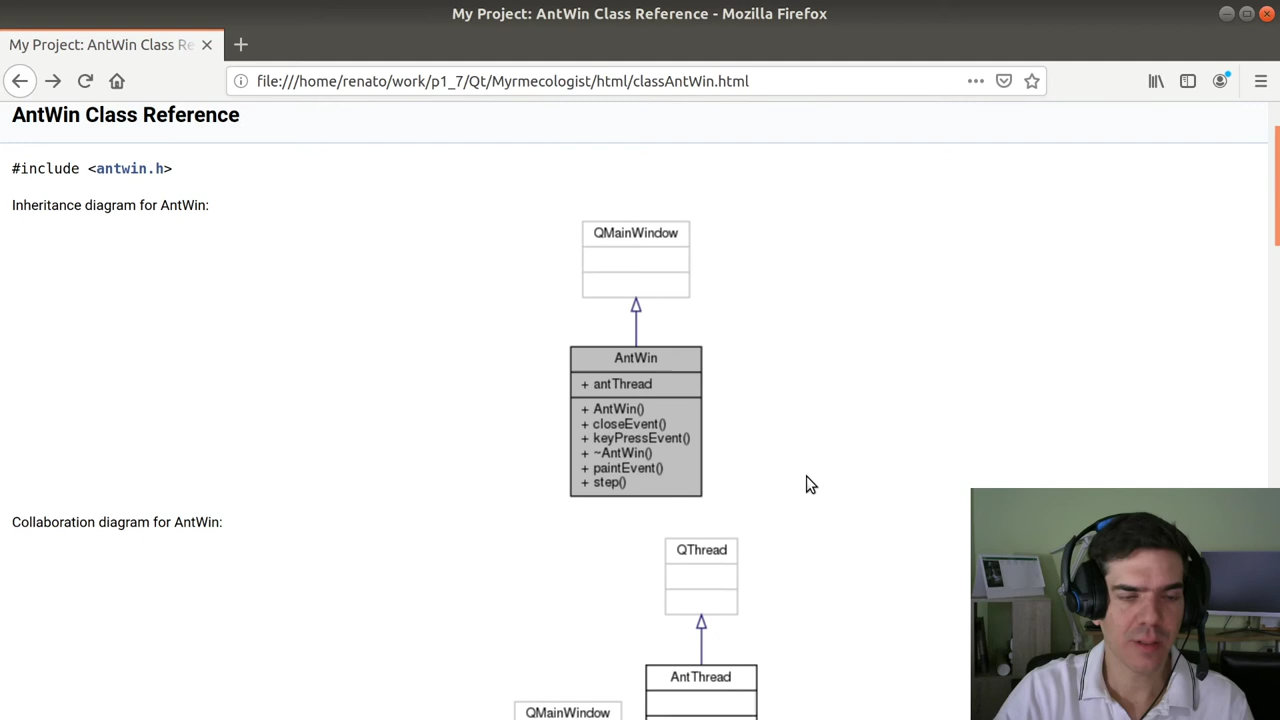 My Project: AntWin Class Reference - Mozilla Firefox
My Project: AntWin Class Re
file:///home/renato/work/p1_7/Qt/Myrmecologist/html/classAntWin.html
AntWin Class Reference
#include <antwin.h>
Inheritance diagram for AntWin:
QMainWindow
AntWin
+ antThread
+ AntWin()
+ closeEvent()
+ keyPressEvent()
+ ~AntWin()
+ paintEvent()
+ step()
Collaboration diagram for AntWin:
QThread
AntThread
QMainWindow